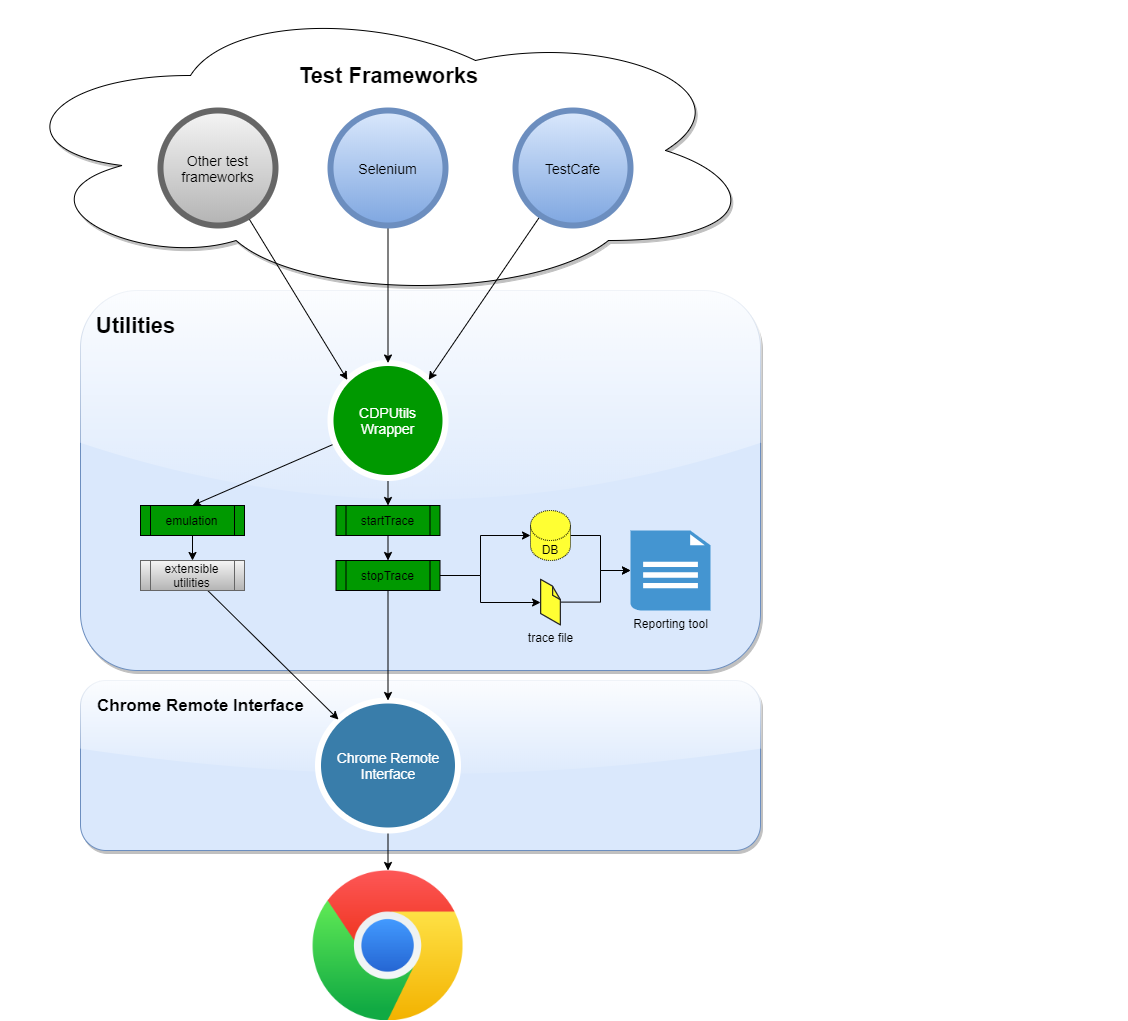 Test Frameworks
Other test
frameworks
Selenium
TestCafe
Utilities
CDPUtils
Wrapper
emulation
startTrace
extensible
utilities
stopTrace
DB
trace file
Reporting tool
Chrome Remote Interface
Chrome Remote
Interface